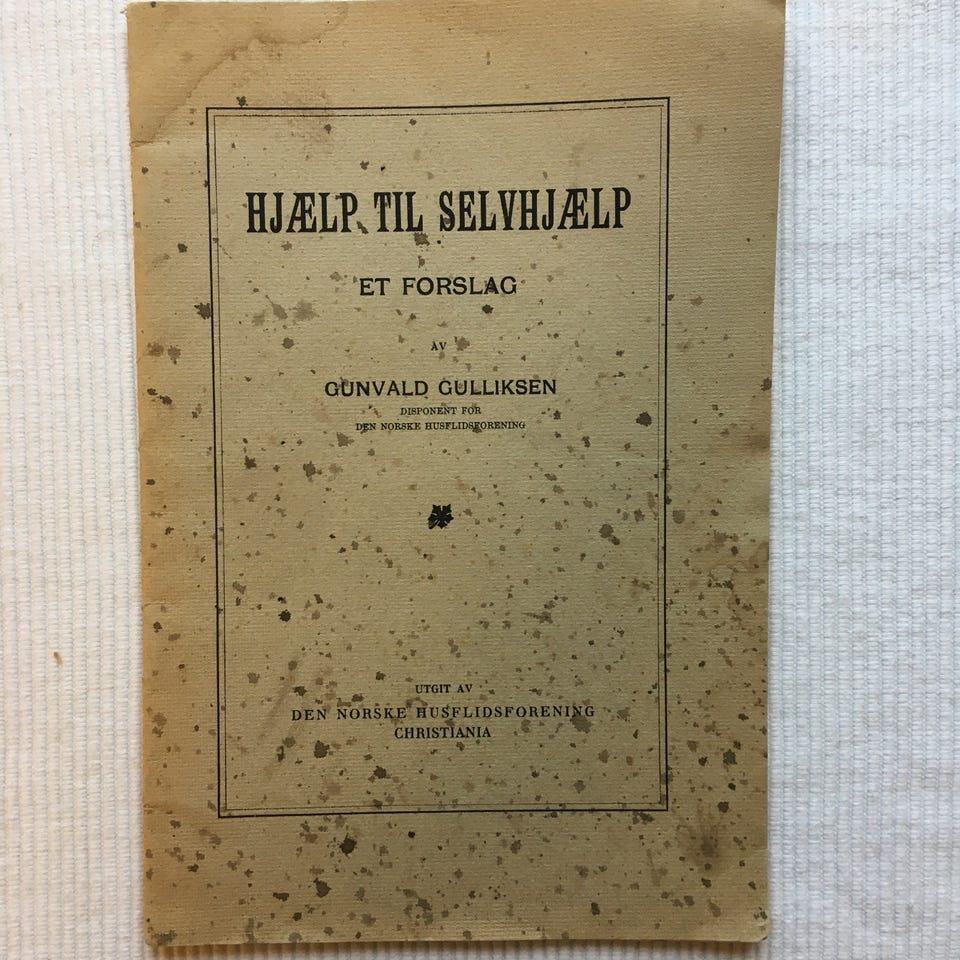 HJÆLP TIL SELVHJÆLP
ET FORSLAG
AV
GUNVALD GULLIKSEN
DISPONENT FOR
DEN NORSKE HUSFLIDSFORENING
UTGIT AV
DEN NORSKE HUSFLIDSFORENING
CHRISTIANIA